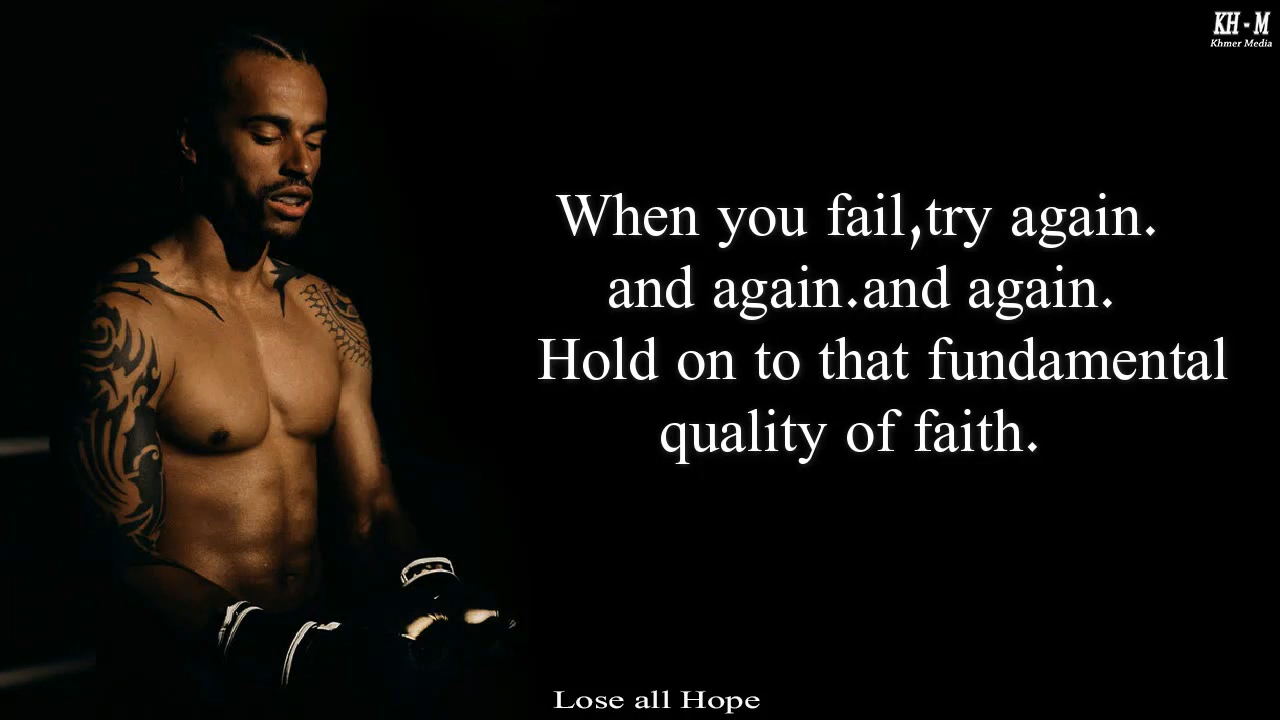 KH - M
Khmer Media
When you fail,try again.
and again.and again.
Hold on to that fundamental
quality of faith.
Lose all Hope